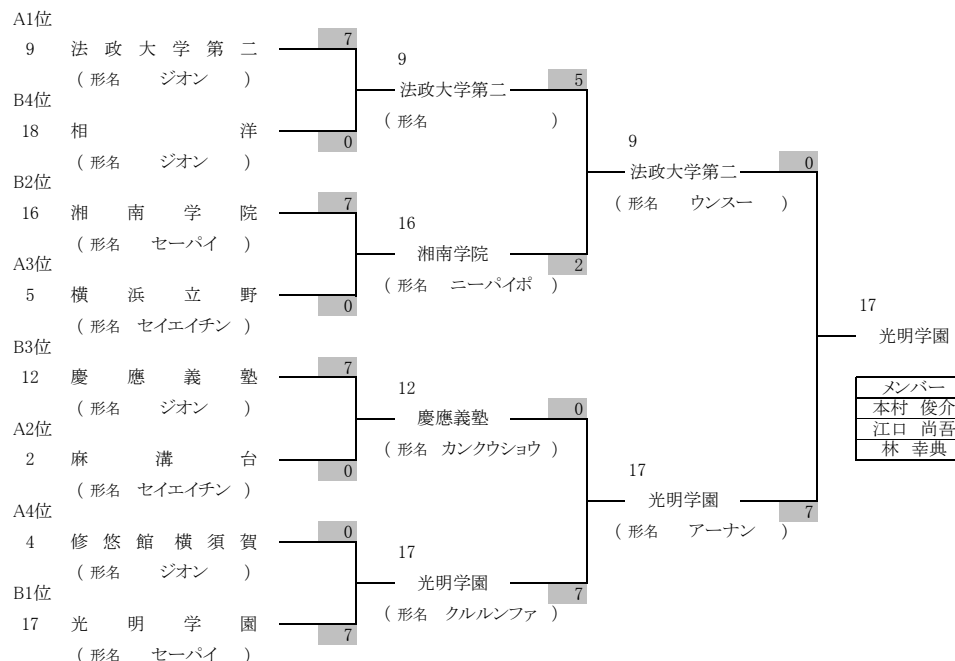 A1位
9 法政大学第二 7
( 形名 ジオン )
B4位
18 相洋 0
( 形名 ジオン )
B2位
16 湘南学院 7
( 形名 セーパイ )
A3位
5 横浜立野 0
( 形名 セイエイチン )
B3位
12 慶應義塾 7
( 形名 ジオン )
A2位
2 麻溝台 0
( 形名 セイエイチン )
A4位
4 修悠館横須賀 0
( 形名 ジオン )
B1位
17 光明学園 7
( 形名 セーパイ )
9
法政大学第二 5
( 形名 )
16
湘南学院 2
( 形名 ニーパイポ )
12
慶應義塾 0
( 形名 カンクウショウ )
17
光明学園 7
( 形名 クルルンファ )
9
法政大学第二 0
( 形名 ウンスー )
17
光明学園 7
( 形名 アーナン )
17
光明学園
メンバー
本村 俊介
江口 尚吾
林 幸典